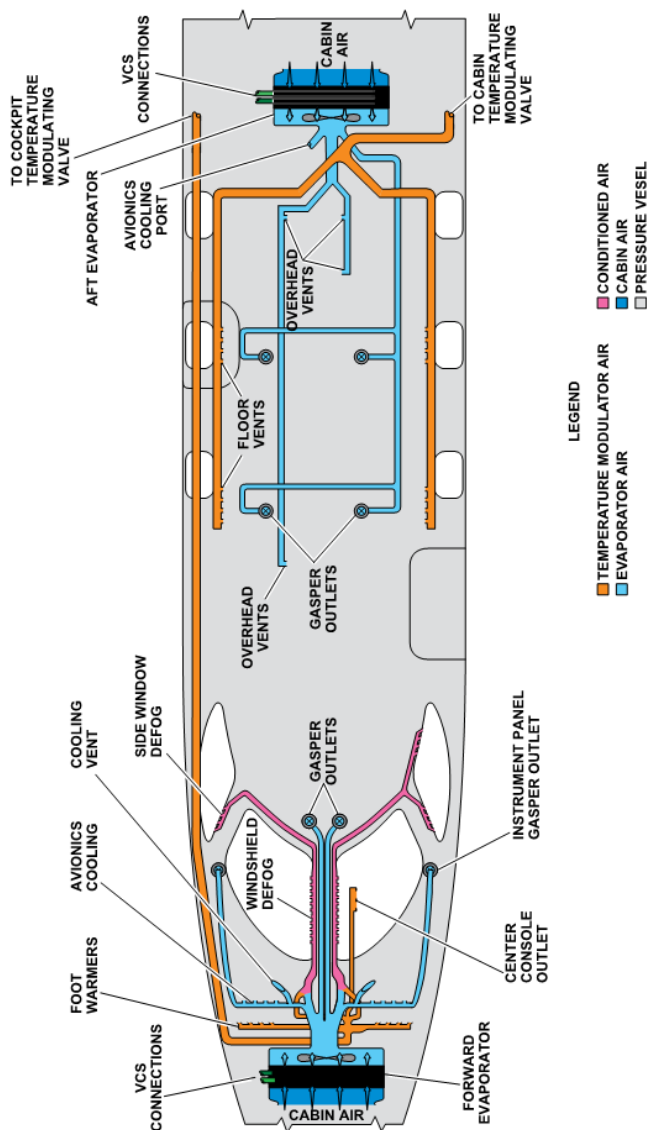 TO COCKPIT
TEMPERATURE
MODULATING
VALVE
VCS
CONNECTIONS
CABIN
AIR
TO CABIN
TEMPERATURE
MODULATING
VALVE
AFT EVAPORATOR
AVIONICS
COOLING
PORT
OVERHEAD
VENTS
FLOOR
VENTS
OVERHEAD
VENTS
GASPER
OUTLETS
SIDE WINDOW
DEFOG
COOLING
VENT
GASPER
OUTLETS
INSTRUMENT PANEL
GASPER OUTLET
AVIONICS
COOLING
WINDSHIELD
DEFOG
CENTER
CONSOLE
OUTLET
FOOT
WARMERS
VCS
CONNECTIONS
CABIN AIR
FORWARD
EVAPORATOR
LEGEND
TEMPERATURE MODULATOR AIR
EVAPORATOR AIR
CONDITIONED AIR
CABIN AIR
PRESSURE VESSEL